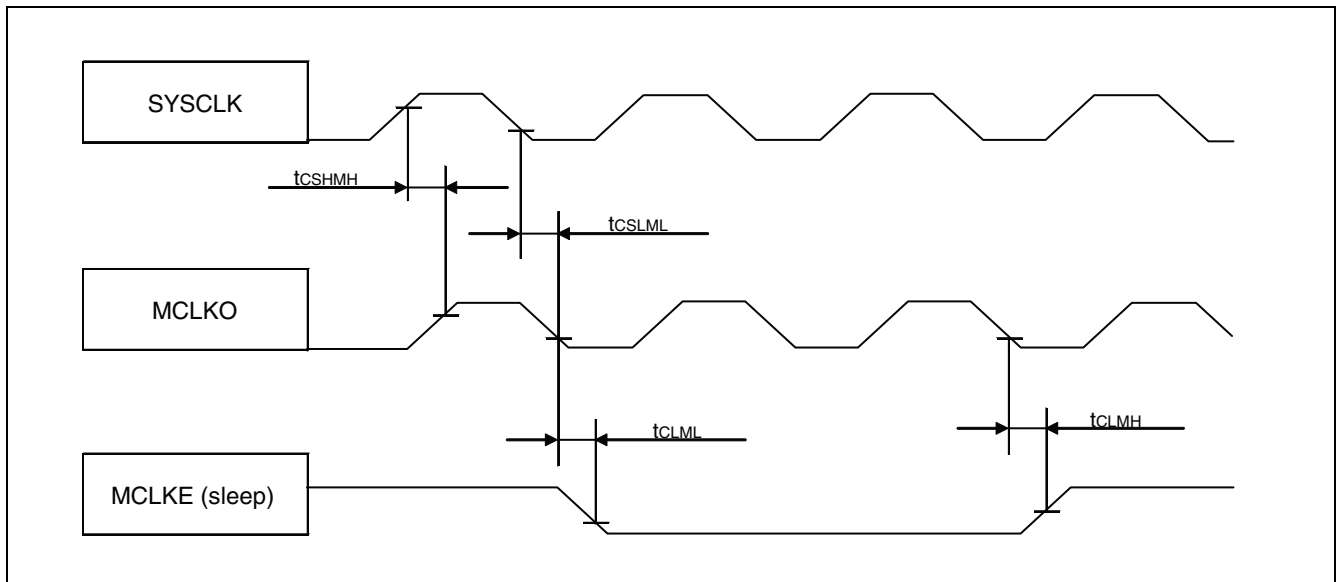 SYSCLK
tCSHMH
tCSLML
MCLKO
tCLML
tCLMH
MCLKE (sleep)